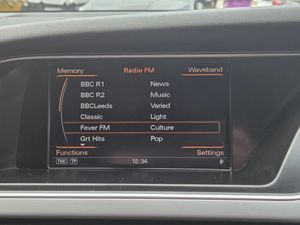 Memory Radio FM Waveband
BBC R1 News
BBC R2 Music
BBCLeeds Varied
Classic Light
Fever FM Culture
Grt Hits Pop
Functions Settings
TMC TP 15:34